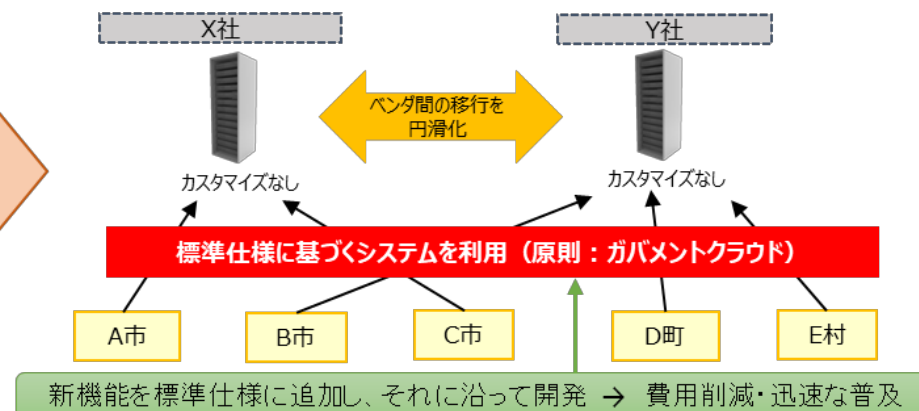 X社
Y社
ベンダ間の移行を
円滑化
カスタマイズなし
カスタマイズなし
標準仕様に基づくシステムを利用（原則：ガバメントクラウド）
A市
B市
C市
D町
E村
新機能を標準仕様に追加し、それに沿って開発 → 費用削減・迅速な普及